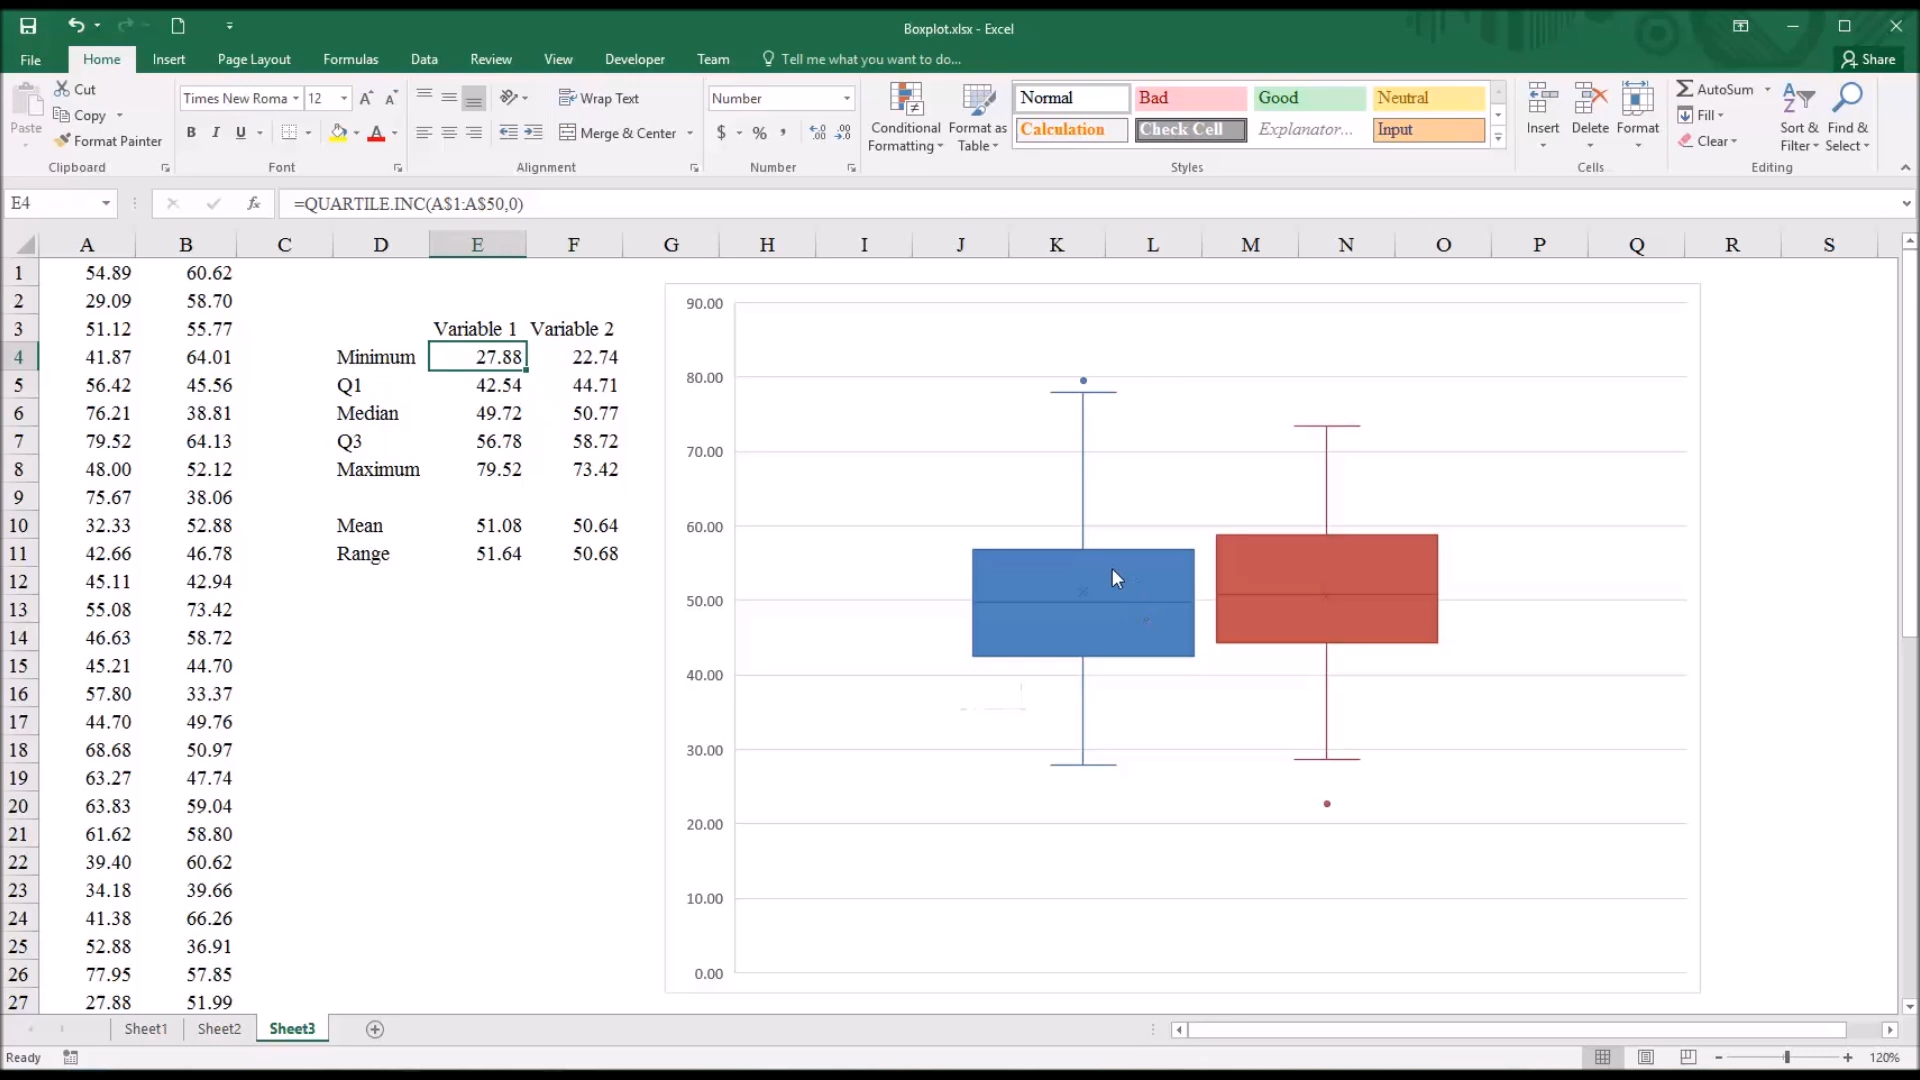 Boxplot.xlsx - Excel
File Home Insert Page Layout Formulas Data Review View Developer Team Tell me what you want to do... Share
Paste Cut Copy Format Painter
Times New Roma 12
B I U A
Wrap Text
Merge & Center
Number
$ % ,
Conditional Formatting
Format as Table
Normal Bad Good Neutral
Calculation Check Cell Explanator... Input
Insert Delete Format
AutoSum
Fill
Clear
Sort & Filter
Find & Select
Clipboard Font Alignment Number Styles Cells Editing
E4 fx =QUARTILE.INC(A$1:A$50,0)
A B C D E F G H I J K L M N O P Q R S
1 54.89 60.62
2 29.09 58.70
3 51.12 55.77 Variable 1 Variable 2
4 41.87 64.01 Minimum 27.88 22.74
5 56.42 45.56 Q1 42.54 44.71
6 76.21 38.81 Median 49.72 50.77
7 79.52 64.13 Q3 56.78 58.72
8 48.00 52.12 Maximum 79.52 73.42
9 75.67 38.06
10 32.33 52.88 Mean 51.08 50.64
11 42.66 46.78 Range 51.64 50.68
12 45.11 42.94
13 55.08 73.42
14 46.63 58.72
15 45.21 44.70
16 57.80 33.37
17 44.70 49.76
18 68.68 50.97
19 63.27 47.74
20 63.83 59.04
21 61.62 58.80
22 39.40 60.62
23 34.18 39.66
24 41.38 66.26
25 52.88 36.91
26 77.95 57.85
27 27.88 51.99
90.00
80.00
70.00
60.00
50.00
40.00
30.00
20.00
10.00
0.00
Sheet1 Sheet2 Sheet3
Ready 120%